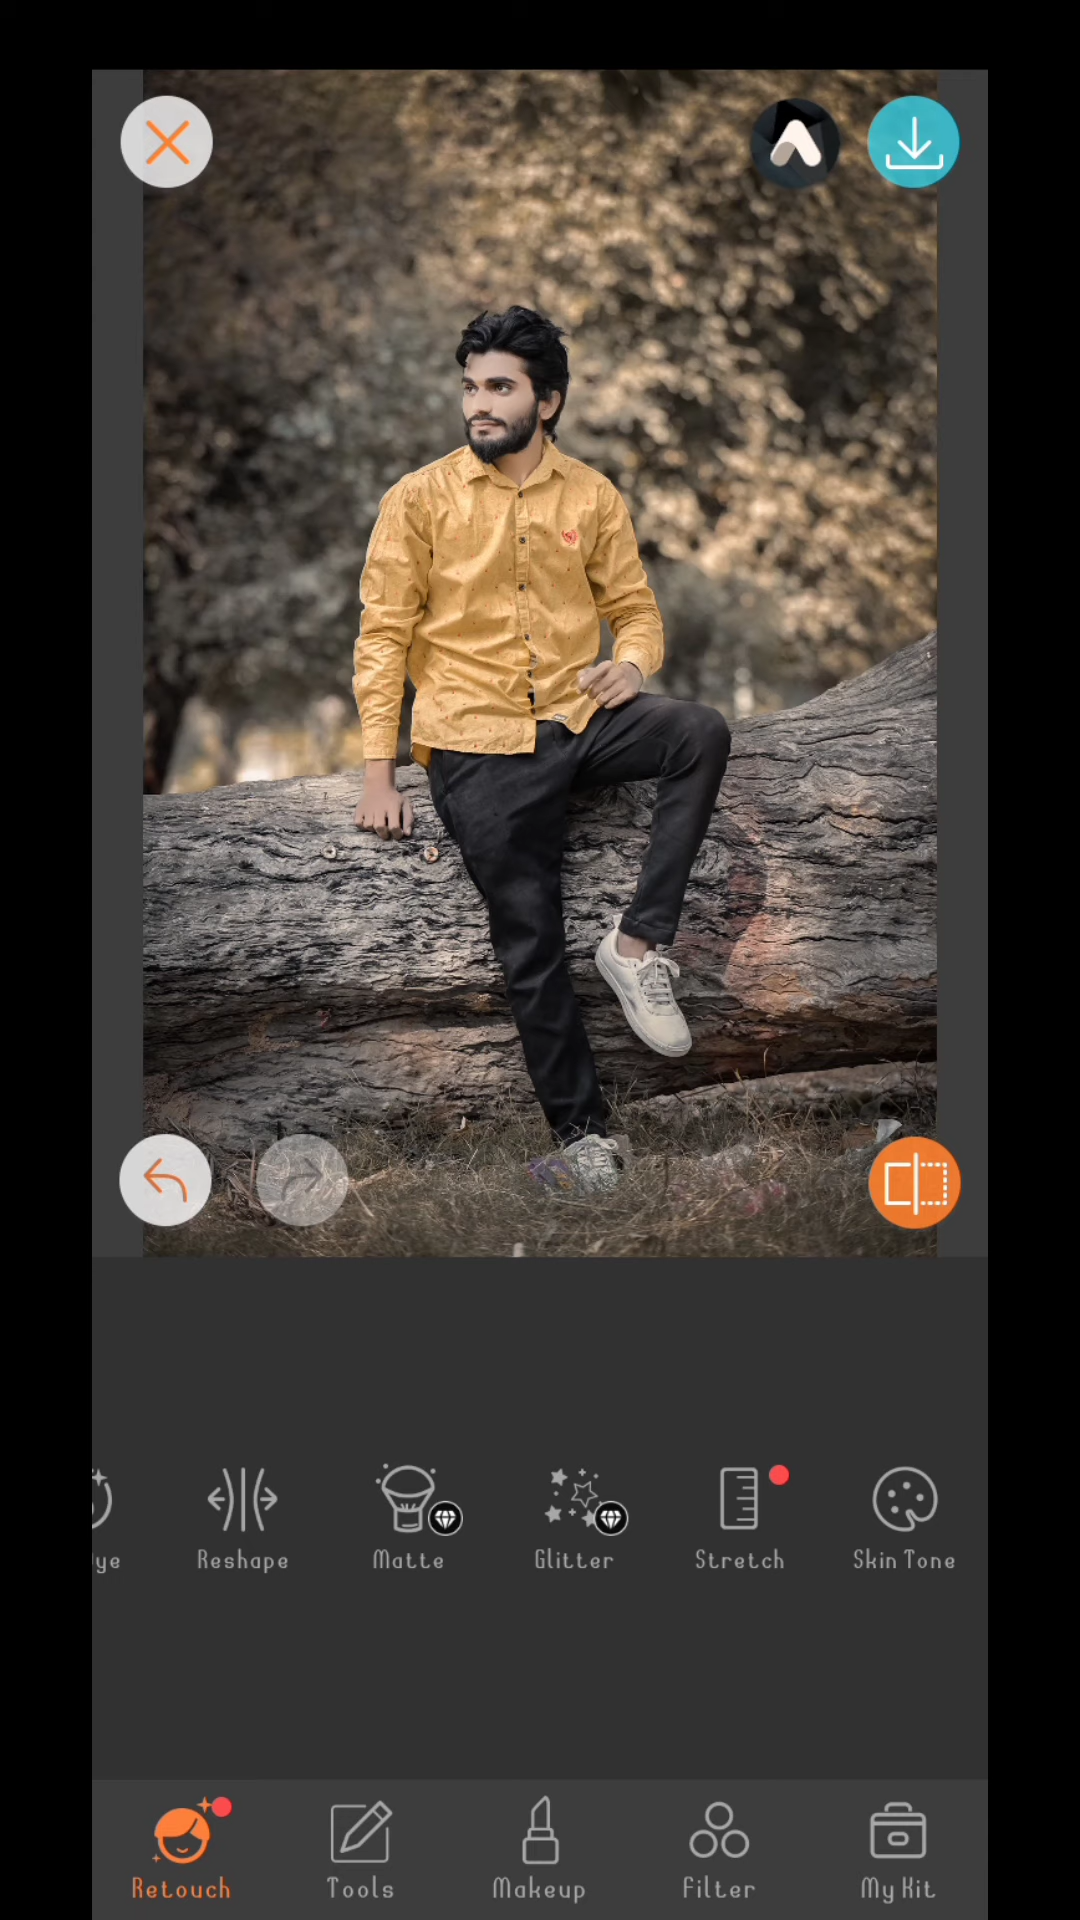 Reshape
Matte
Glitter
Stretch
Skin Tone
Retouch
Tools
Makeup
Filter
My Kit